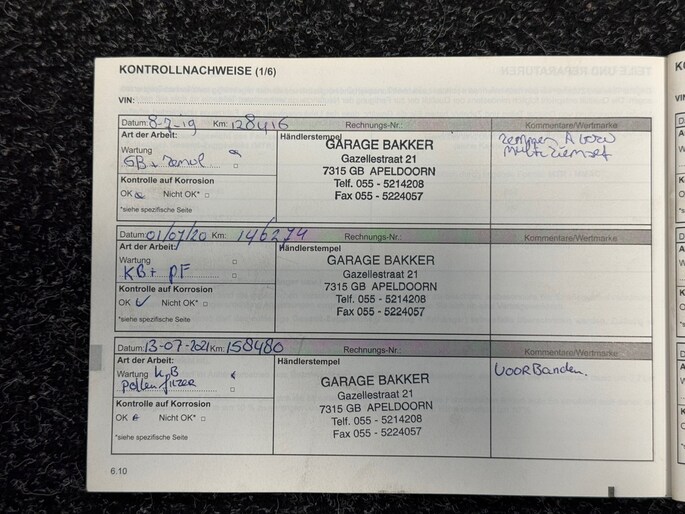 KONTROLLNACHWEISE (1/6)
VIN:
Datum: 8-7-19 Km: 128416 Rechnungs-Nr.: Kommentare/Wertmarke
Art der Arbeit: Händlerstempel
Wartung
GB +
GARAGE BAKKER
Gazellestraat 21
7315 GB APELDOORN
Telf. 055 - 5214208
Fax 055 - 5224057
Kontrolle auf Korrosion
OK Nicht OK*
*siehe spezifische Seite
Datum: 01/07/20 Km: 146274 Rechnungs-Nr.: Kommentare/Wertmarke
Art der Arbeit: Händlerstempel
Wartung
KB + PF
GARAGE BAKKER
Gazellestraat 21
7315 GB APELDOORN
Telf. 055 - 5214208
Fax 055 - 5224057
Kontrolle auf Korrosion
OK Nicht OK*
*siehe spezifische Seite
Datum: 13-07-2021 Km: 158480 Rechnungs-Nr.: Kommentare/Wertmarke
Art der Arbeit: Händlerstempel
Wartung KB
Pollenfilter
GARAGE BAKKER
Gazellestraat 21
7315 GB APELDOORN
Telf. 055 - 5214208
Fax 055 - 5224057
VOORBanden.
Kontrolle auf Korrosion
OK Nicht OK*
*siehe spezifische Seite
6.10